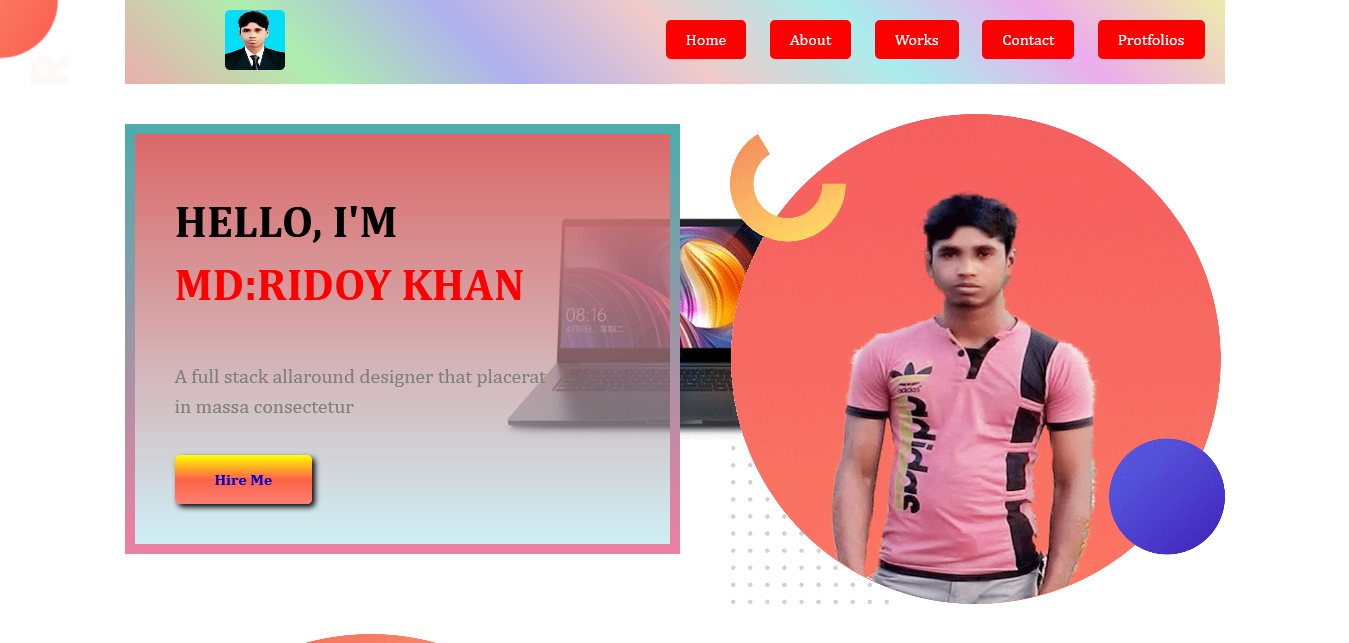 Home
About
Works
Contact
Protfolios
HELLO, I'M
MD:RIDOY KHAN
08:16
A full stack allaround designer that placerat
in massa consectetur
Hire Me
adidas
adidas
R